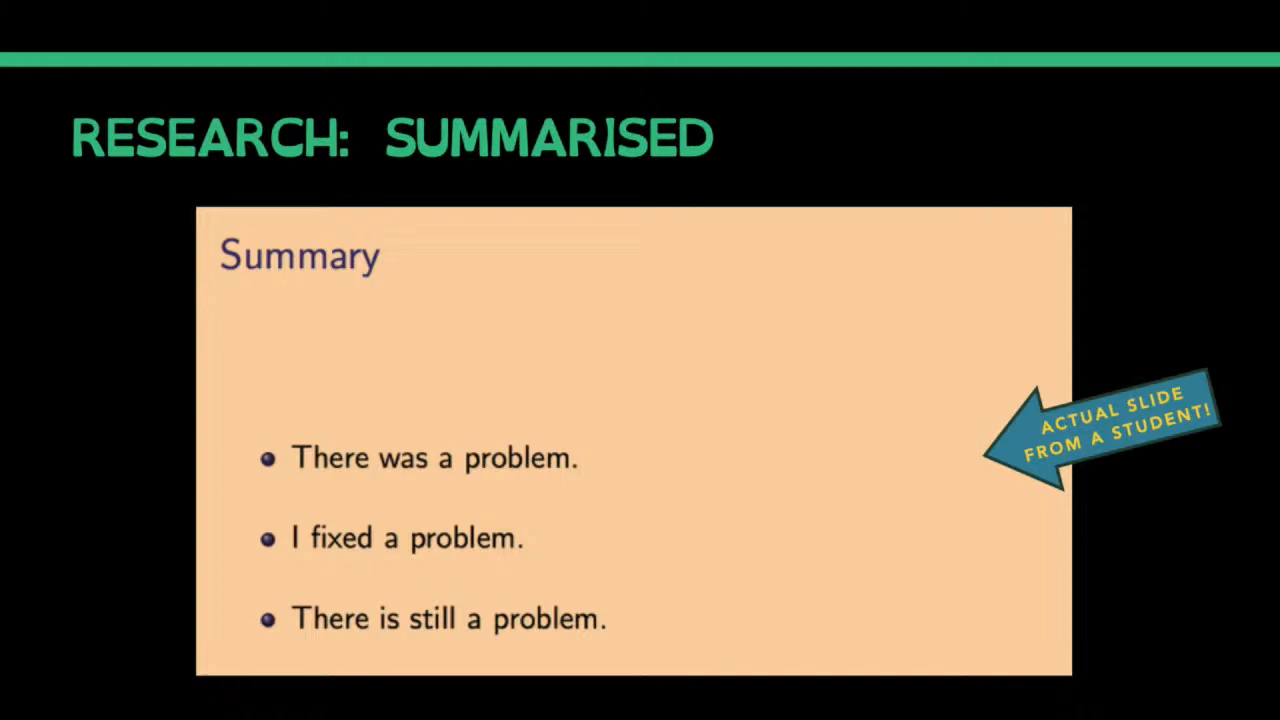 RESEARCH: SUMMARISED
Summary
There was a problem.
I fixed a problem.
There is still a problem.
ACTUAL SLIDE
FROM A STUDENT!